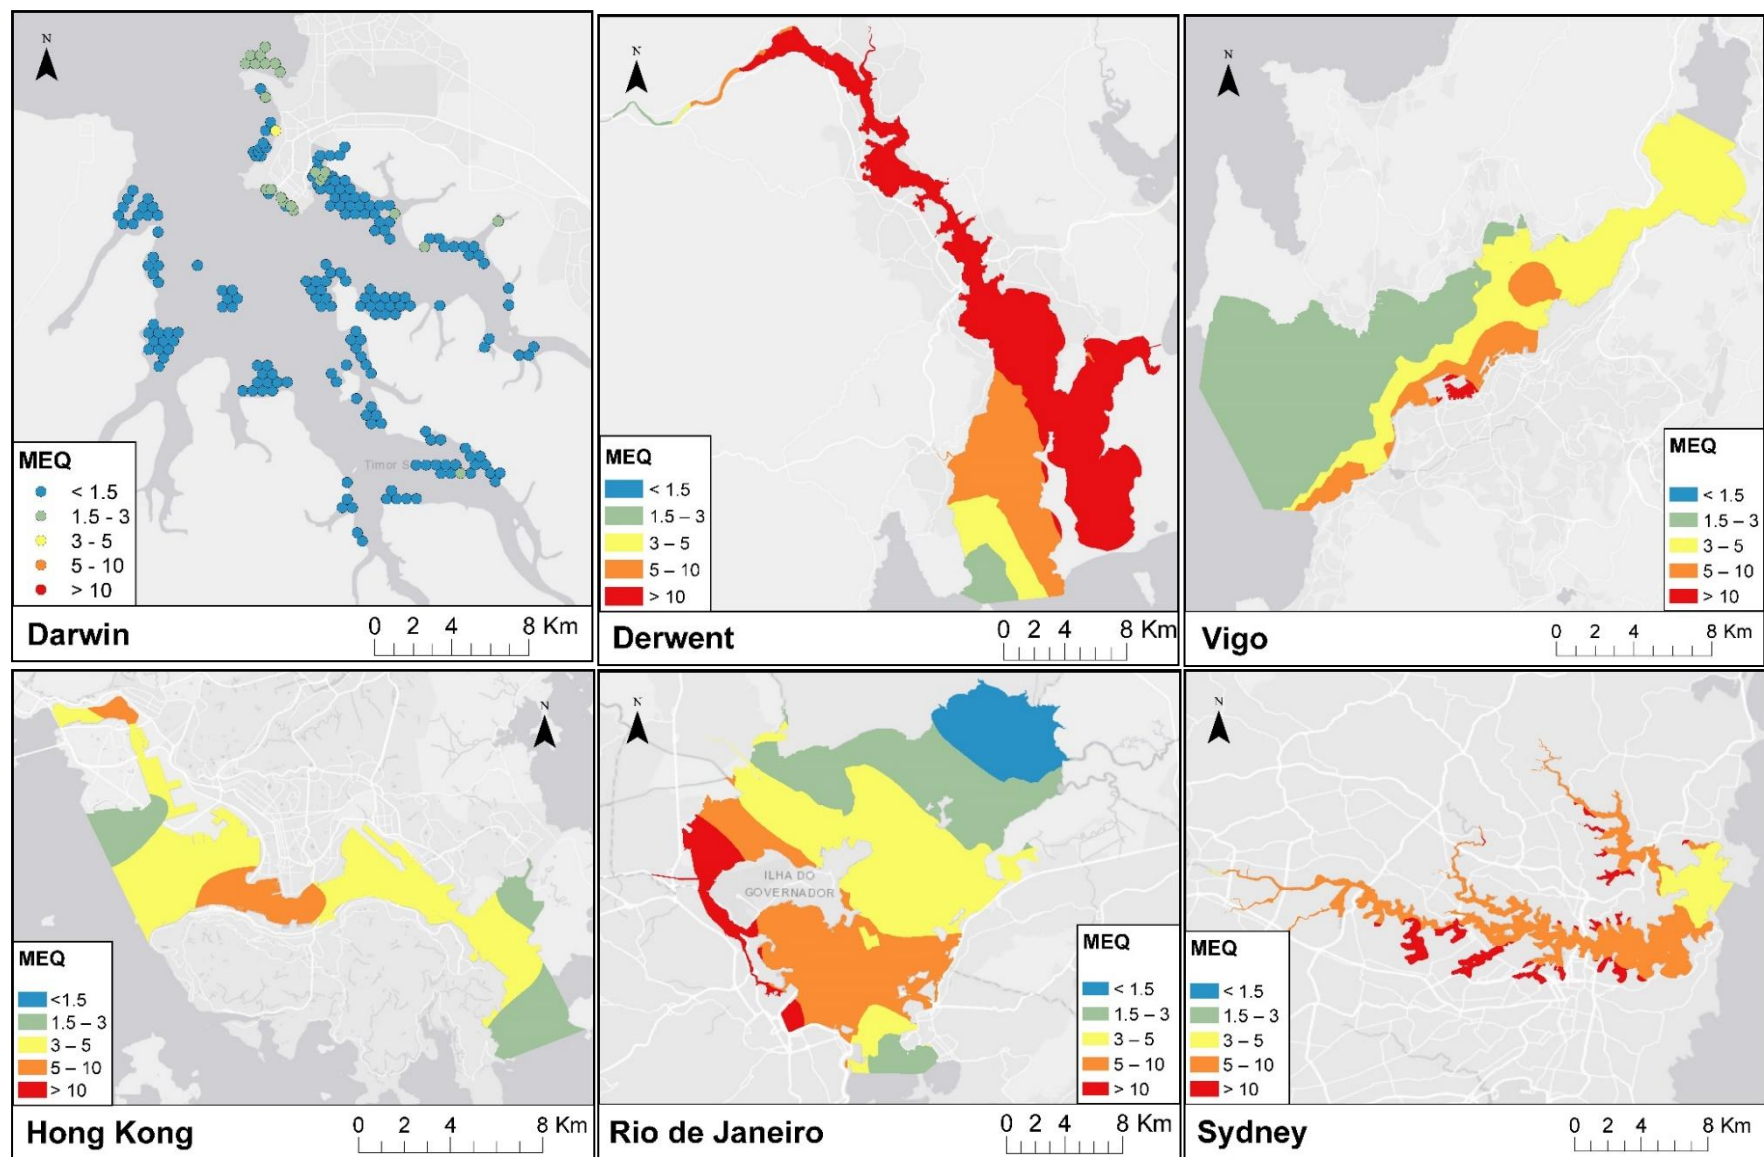 N
Timor S
MEQ
< 1.5
1.5 - 3
3 - 5
5 - 10
> 10
Darwin
0 2 4 8 Km
N
MEQ
< 1.5
1.5 – 3
3 – 5
5 – 10
> 10
Derwent
0 2 4 8 Km
N
MEQ
< 1.5
1.5 – 3
3 – 5
5 – 10
> 10
Vigo
0 2 4 8 Km
N
MEQ
<1.5
1.5 – 3
3 – 5
5 – 10
> 10
Hong Kong
0 2 4 8 Km
N
ILHA DO
GOVERNADOR
MEQ
< 1.5
1.5 – 3
3 – 5
5 – 10
> 10
Rio de Janeiro
0 2 4 8 Km
N
MEQ
< 1.5
1.5 – 3
3 – 5
5 – 10
> 10
Sydney
0 2 4 8 Km